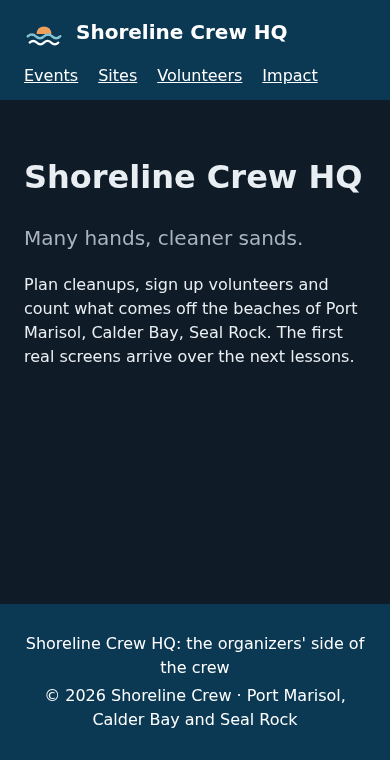 Shoreline Crew HQ
Events Sites Volunteers Impact
Shoreline Crew HQ
Many hands, cleaner sands.
Plan cleanups, sign up volunteers and
count what comes off the beaches of Port
Marisol, Calder Bay, Seal Rock. The first
real screens arrive over the next lessons.
Shoreline Crew HQ: the organizers' side of
the crew
© 2026 Shoreline Crew · Port Marisol,
Calder Bay and Seal Rock